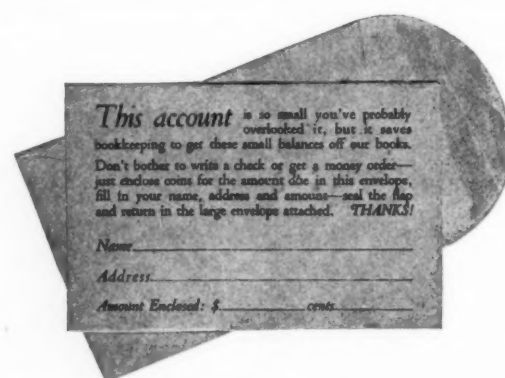 This account is so small you've probably
overlooked it, but it saves
bookkeeping to get these small balances off our books.
Don't bother to write a check or get a money order—
just enclose coins for the amount due in this envelope,
fill in your name, address and amount—seal the flap
and return in the large envelope attached. THANKS!
Name
Address
Amount Enclosed: $ cents